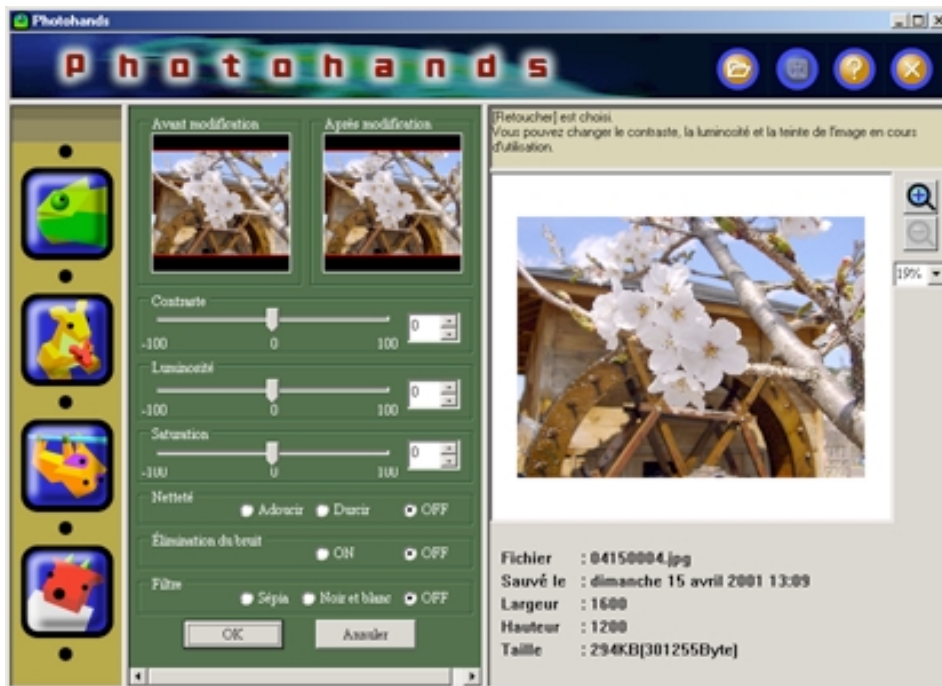 Photohands
Photohands
?
[Retoucher] est choisi.
Vous pouvez changer le contraste, la luminosité et la teinte de l'image en cours
d'utilisation.
Avant modification
Après modification
Contraste
-100 0 100
0
Luminosité
-100 0 100
0
Saturation
-100 0 100
0
Netteté
Adoucir Durcir OFF
Élimination du bruit
ON OFF
Filtre
Sépia Noir et blanc OFF
OK Annuler
19%
Fichier : 04150004.jpg
Sauvé le : dimanche 15 avril 2001 13:09
Largeur : 1600
Hauteur : 1200
Taille : 294KB(301255Byte)